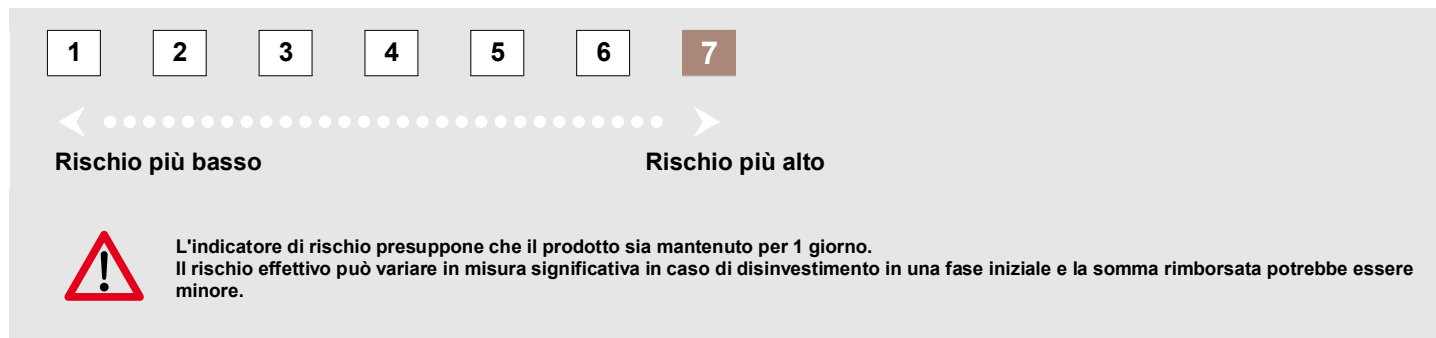 1 2 3 4 5 6 7
Rischio più basso Rischio più alto
L'indicatore di rischio presuppone che il prodotto sia mantenuto per 1 giorno.
Il rischio effettivo può variare in misura significativa in caso di disinvestimento in una fase iniziale e la somma rimborsata potrebbe essere
minore.